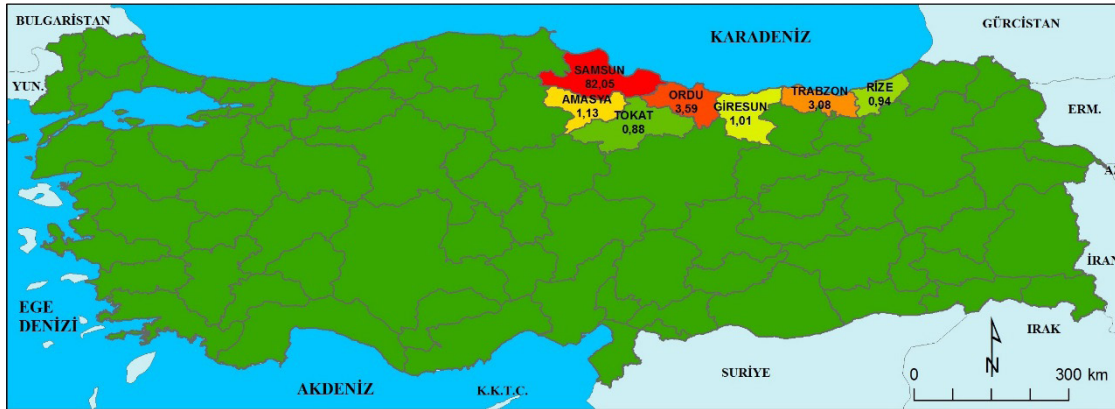 BULGARİSTAN
GÜRCİSTAN
KARADENİZ
YUN.
SAMSUN
82,05
AMASYA
1,13
TOKAT
0,88
ORDU
3,59
GİRESUN
1,01
TRABZON
3,08
RİZE
0,94
ERM.
İRAN
EGE
DENİZİ
AKDENİZ
K.K.T.C.
SURİYE
IRAK
N
0 300 km